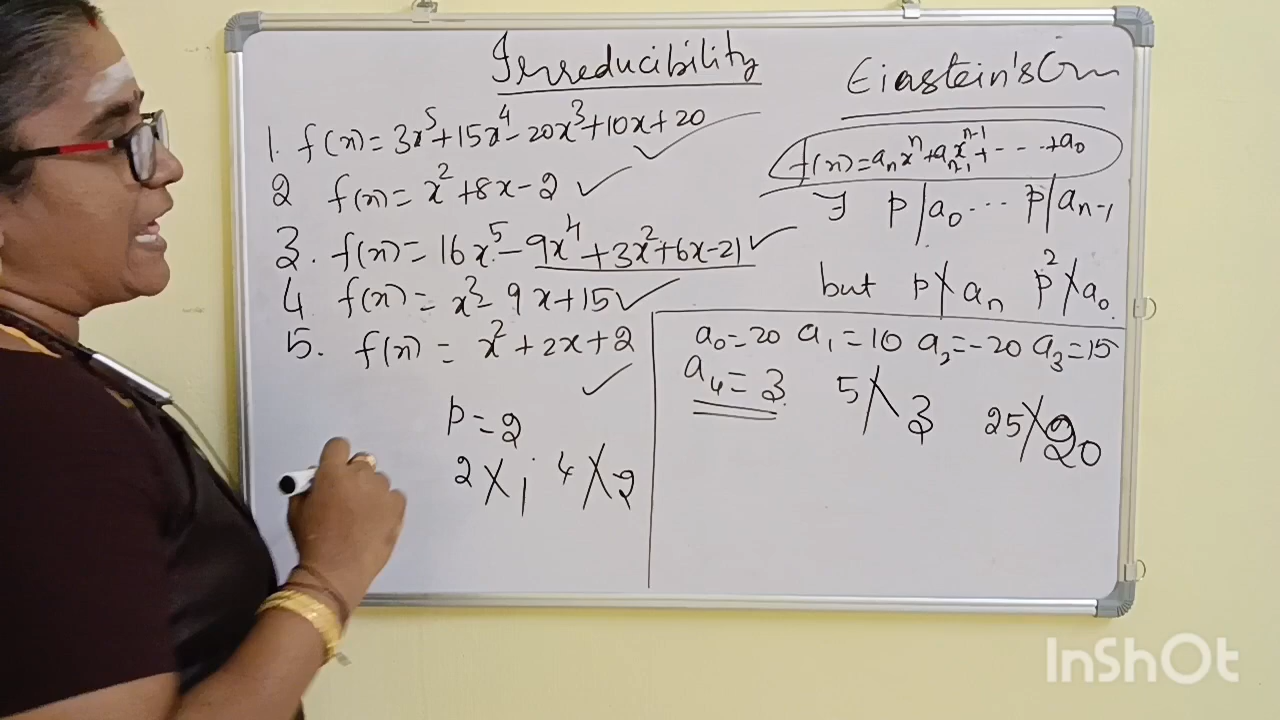 Irreducibility
Einstein's Crn
1. f(x) = 3x⁵ + 15x⁴ - 20x³ + 10x + 20
2 f(x) = x² + 8x - 2
3. f(x) = 16x⁵ - 9x⁴ + 3x² + 6x - 21
4 f(x) = x² - 9x + 15
5. f(x) = x² + 2x + 2
p = 2
2∤1 4∤2
f(x) = aₙxⁿ + aₙ₋₁xⁿ⁻¹ + - - - + a₀
∃ p|a₀ ... p|aₙ₋₁
but p∤aₙ p²∤a₀.
a₀ = 20 a₁ = 10 a₂ = -20 a₃ = 15
a₄ = 3 5∤3 25∤20
InShOt